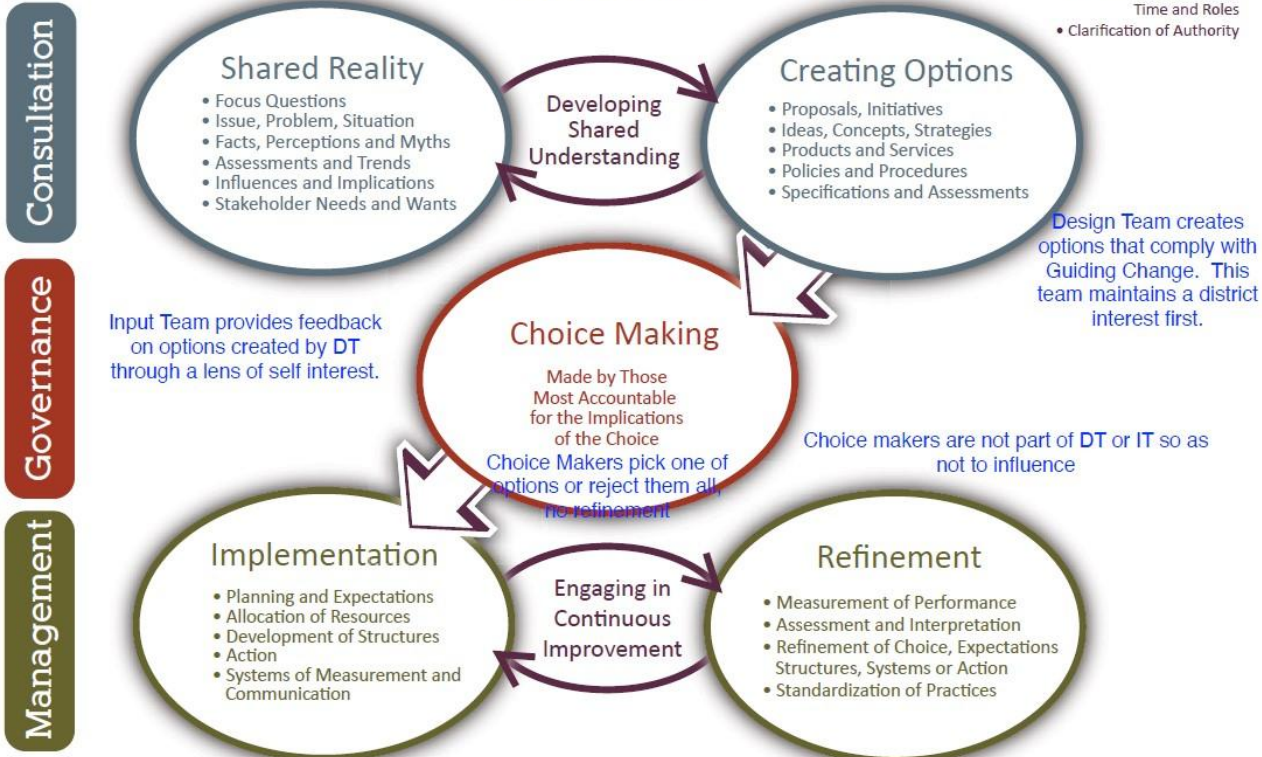 Time and Roles
• Clarification of Authority
Consultation
Shared Reality
• Focus Questions
• Issue, Problem, Situation
• Facts, Perceptions and Myths
• Assessments and Trends
• Influences and Implications
• Stakeholder Needs and Wants
Developing
Shared
Understanding
Creating Options
• Proposals, Initiatives
• Ideas, Concepts, Strategies
• Products and Services
• Policies and Procedures
• Specifications and Assessments
Design Team creates
options that comply with
Guiding Change. This
team maintains a district
interest first.
Governance
Input Team provides feedback
on options created by DT
through a lens of self interest.
Choice Making
Made by Those
Most Accountable
for the Implications
of the Choice
Choice Makers pick one of
options or reject them all,
no refinement
Choice makers are not part of DT or IT so as
not to influence
Management
Implementation
• Planning and Expectations
• Allocation of Resources
• Development of Structures
• Action
• Systems of Measurement and
Communication
Engaging in
Continuous
Improvement
Refinement
• Measurement of Performance
• Assessment and Interpretation
• Refinement of Choice, Expectations
Structures, Systems or Action
• Standardization of Practices